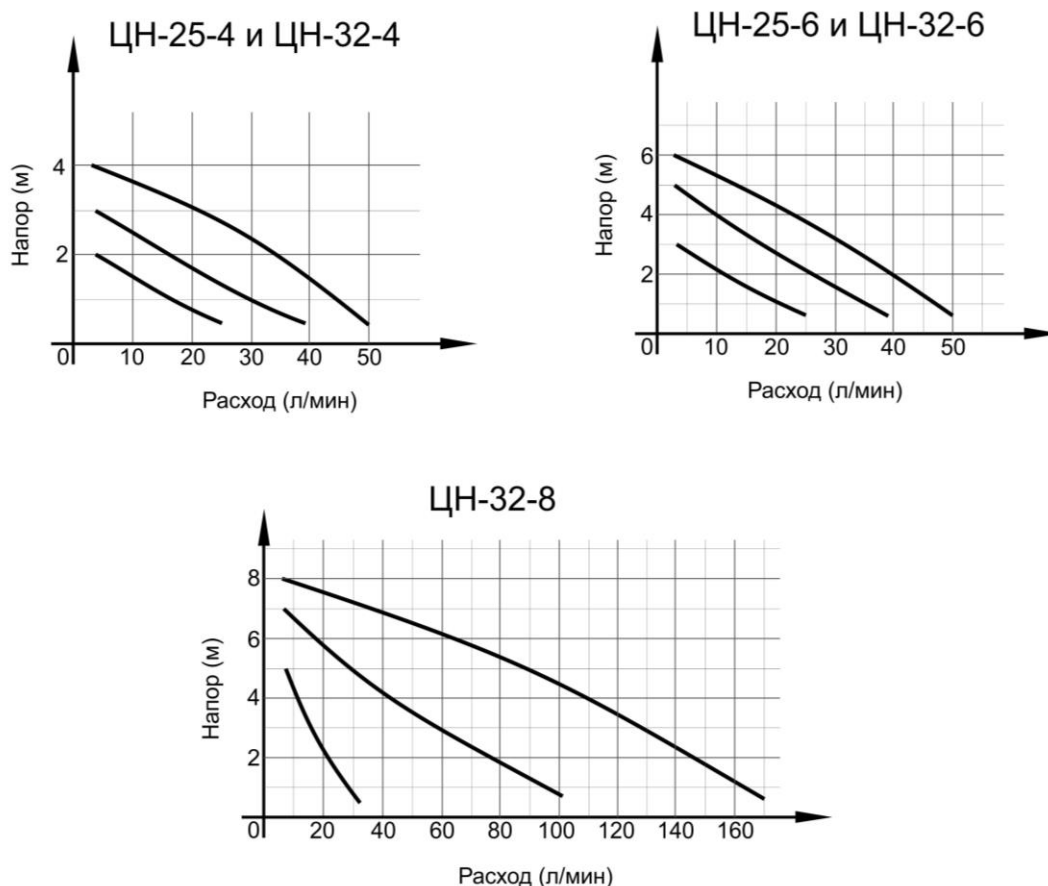 ЦН-25-4 и ЦН-32-4
Напор (м)
4
2
0 10 20 30 40 50
Расход (л/мин)
ЦН-25-6 и ЦН-32-6
Напор (м)
6
4
2
0 10 20 30 40 50
Расход (л/мин)
ЦН-32-8
Напор (м)
8
6
4
2
0 20 40 60 80 100 120 140 160
Расход (л/мин)